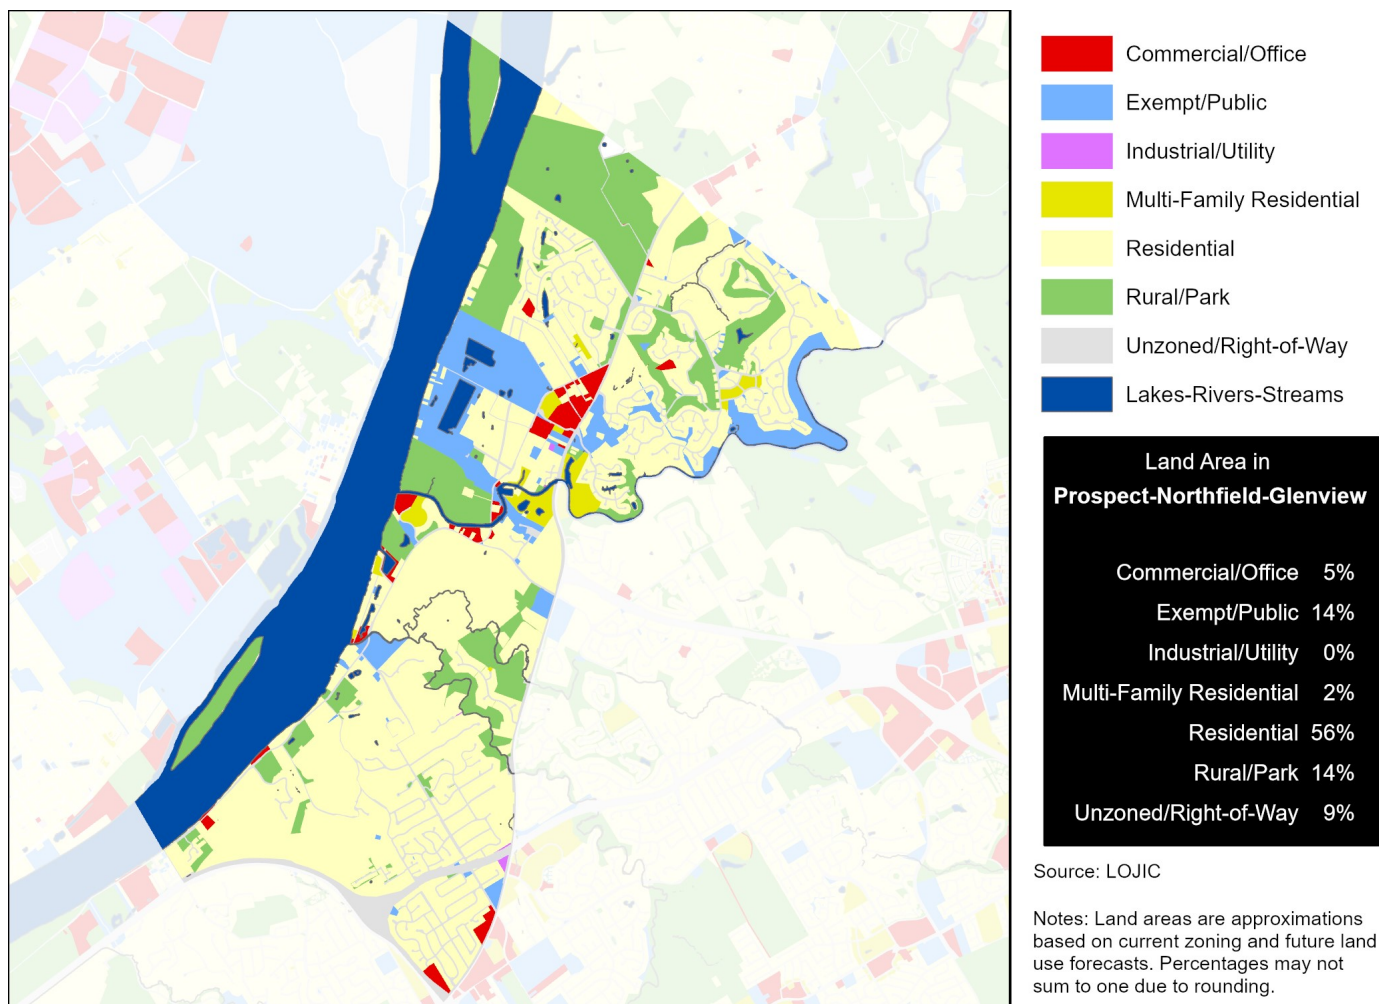 Commercial/Office
Exempt/Public
Industrial/Utility
Multi-Family Residential
Residential
Rural/Park
Unzoned/Right-of-Way
Lakes-Rivers-Streams
Land Area in
Prospect-Northfield-Glenview
Commercial/Office 5%
Exempt/Public 14%
Industrial/Utility 0%
Multi-Family Residential 2%
Residential 56%
Rural/Park 14%
Unzoned/Right-of-Way 9%
Source: LOJIC
Notes: Land areas are approximations
based on current zoning and future land
use forecasts. Percentages may not
sum to one due to rounding.